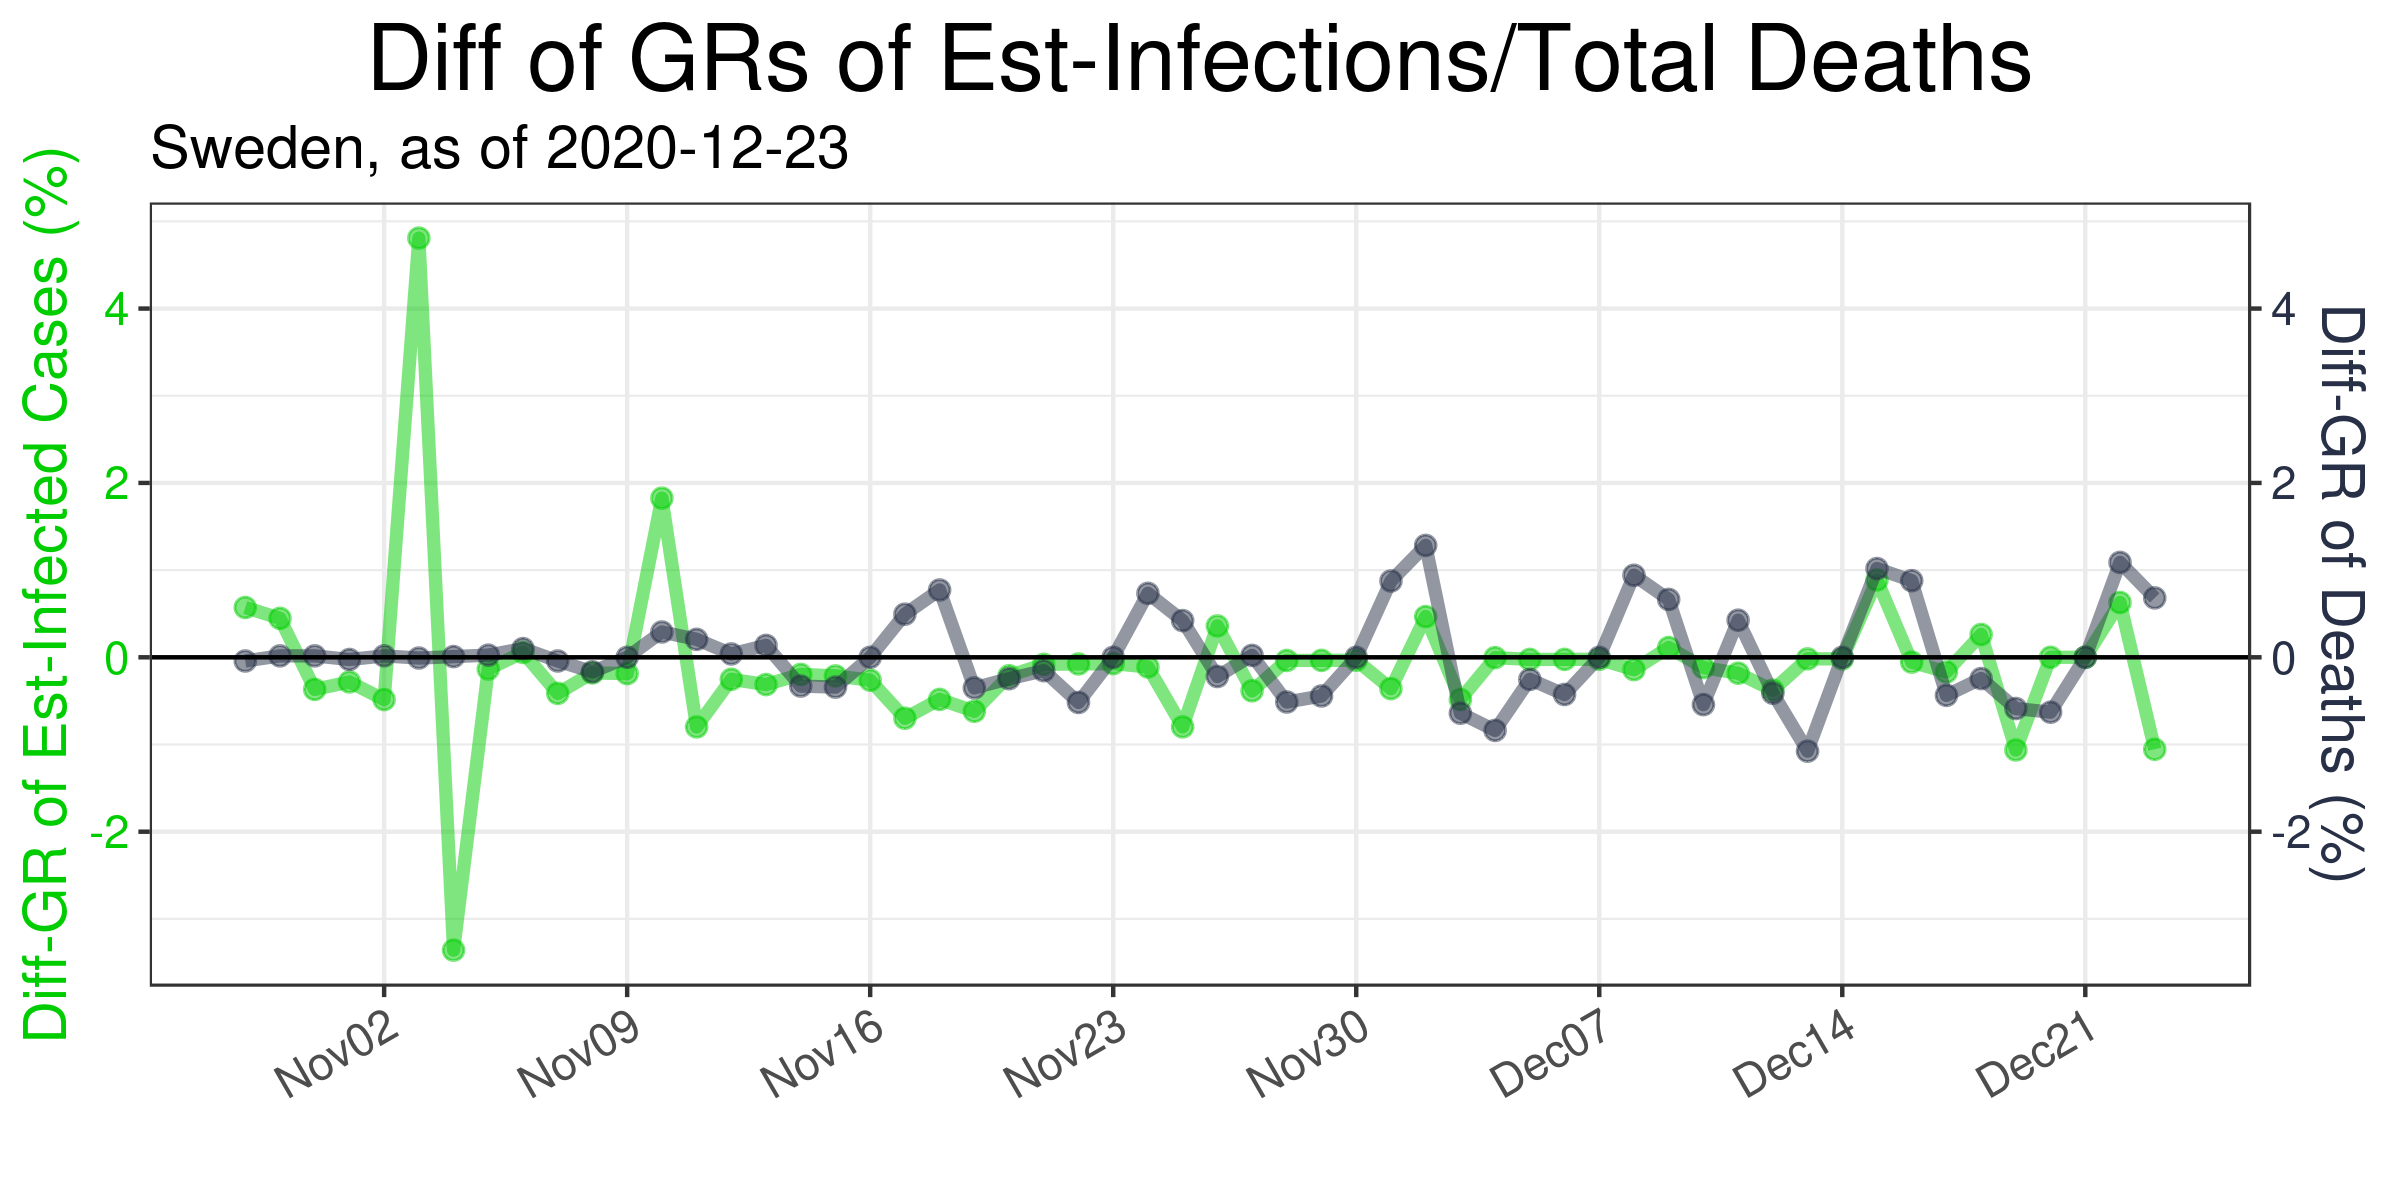 Diff of GRs of Est-Infections/Total Deaths
Sweden, as of 2020-12-23
Diff-GR of Est-Infected Cases (%)
4
2
0
-2
4
2
0
-2
Diff-GR of Deaths (%)
Nov02
Nov09
Nov16
Nov23
Nov30
Dec07
Dec14
Dec21